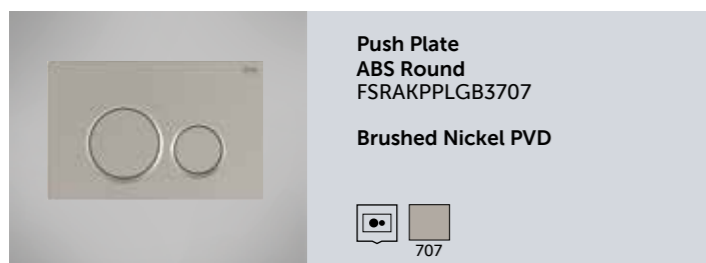 Push Plate
ABS Round
FSRAKPPLGB3707
Brushed Nickel PVD
707